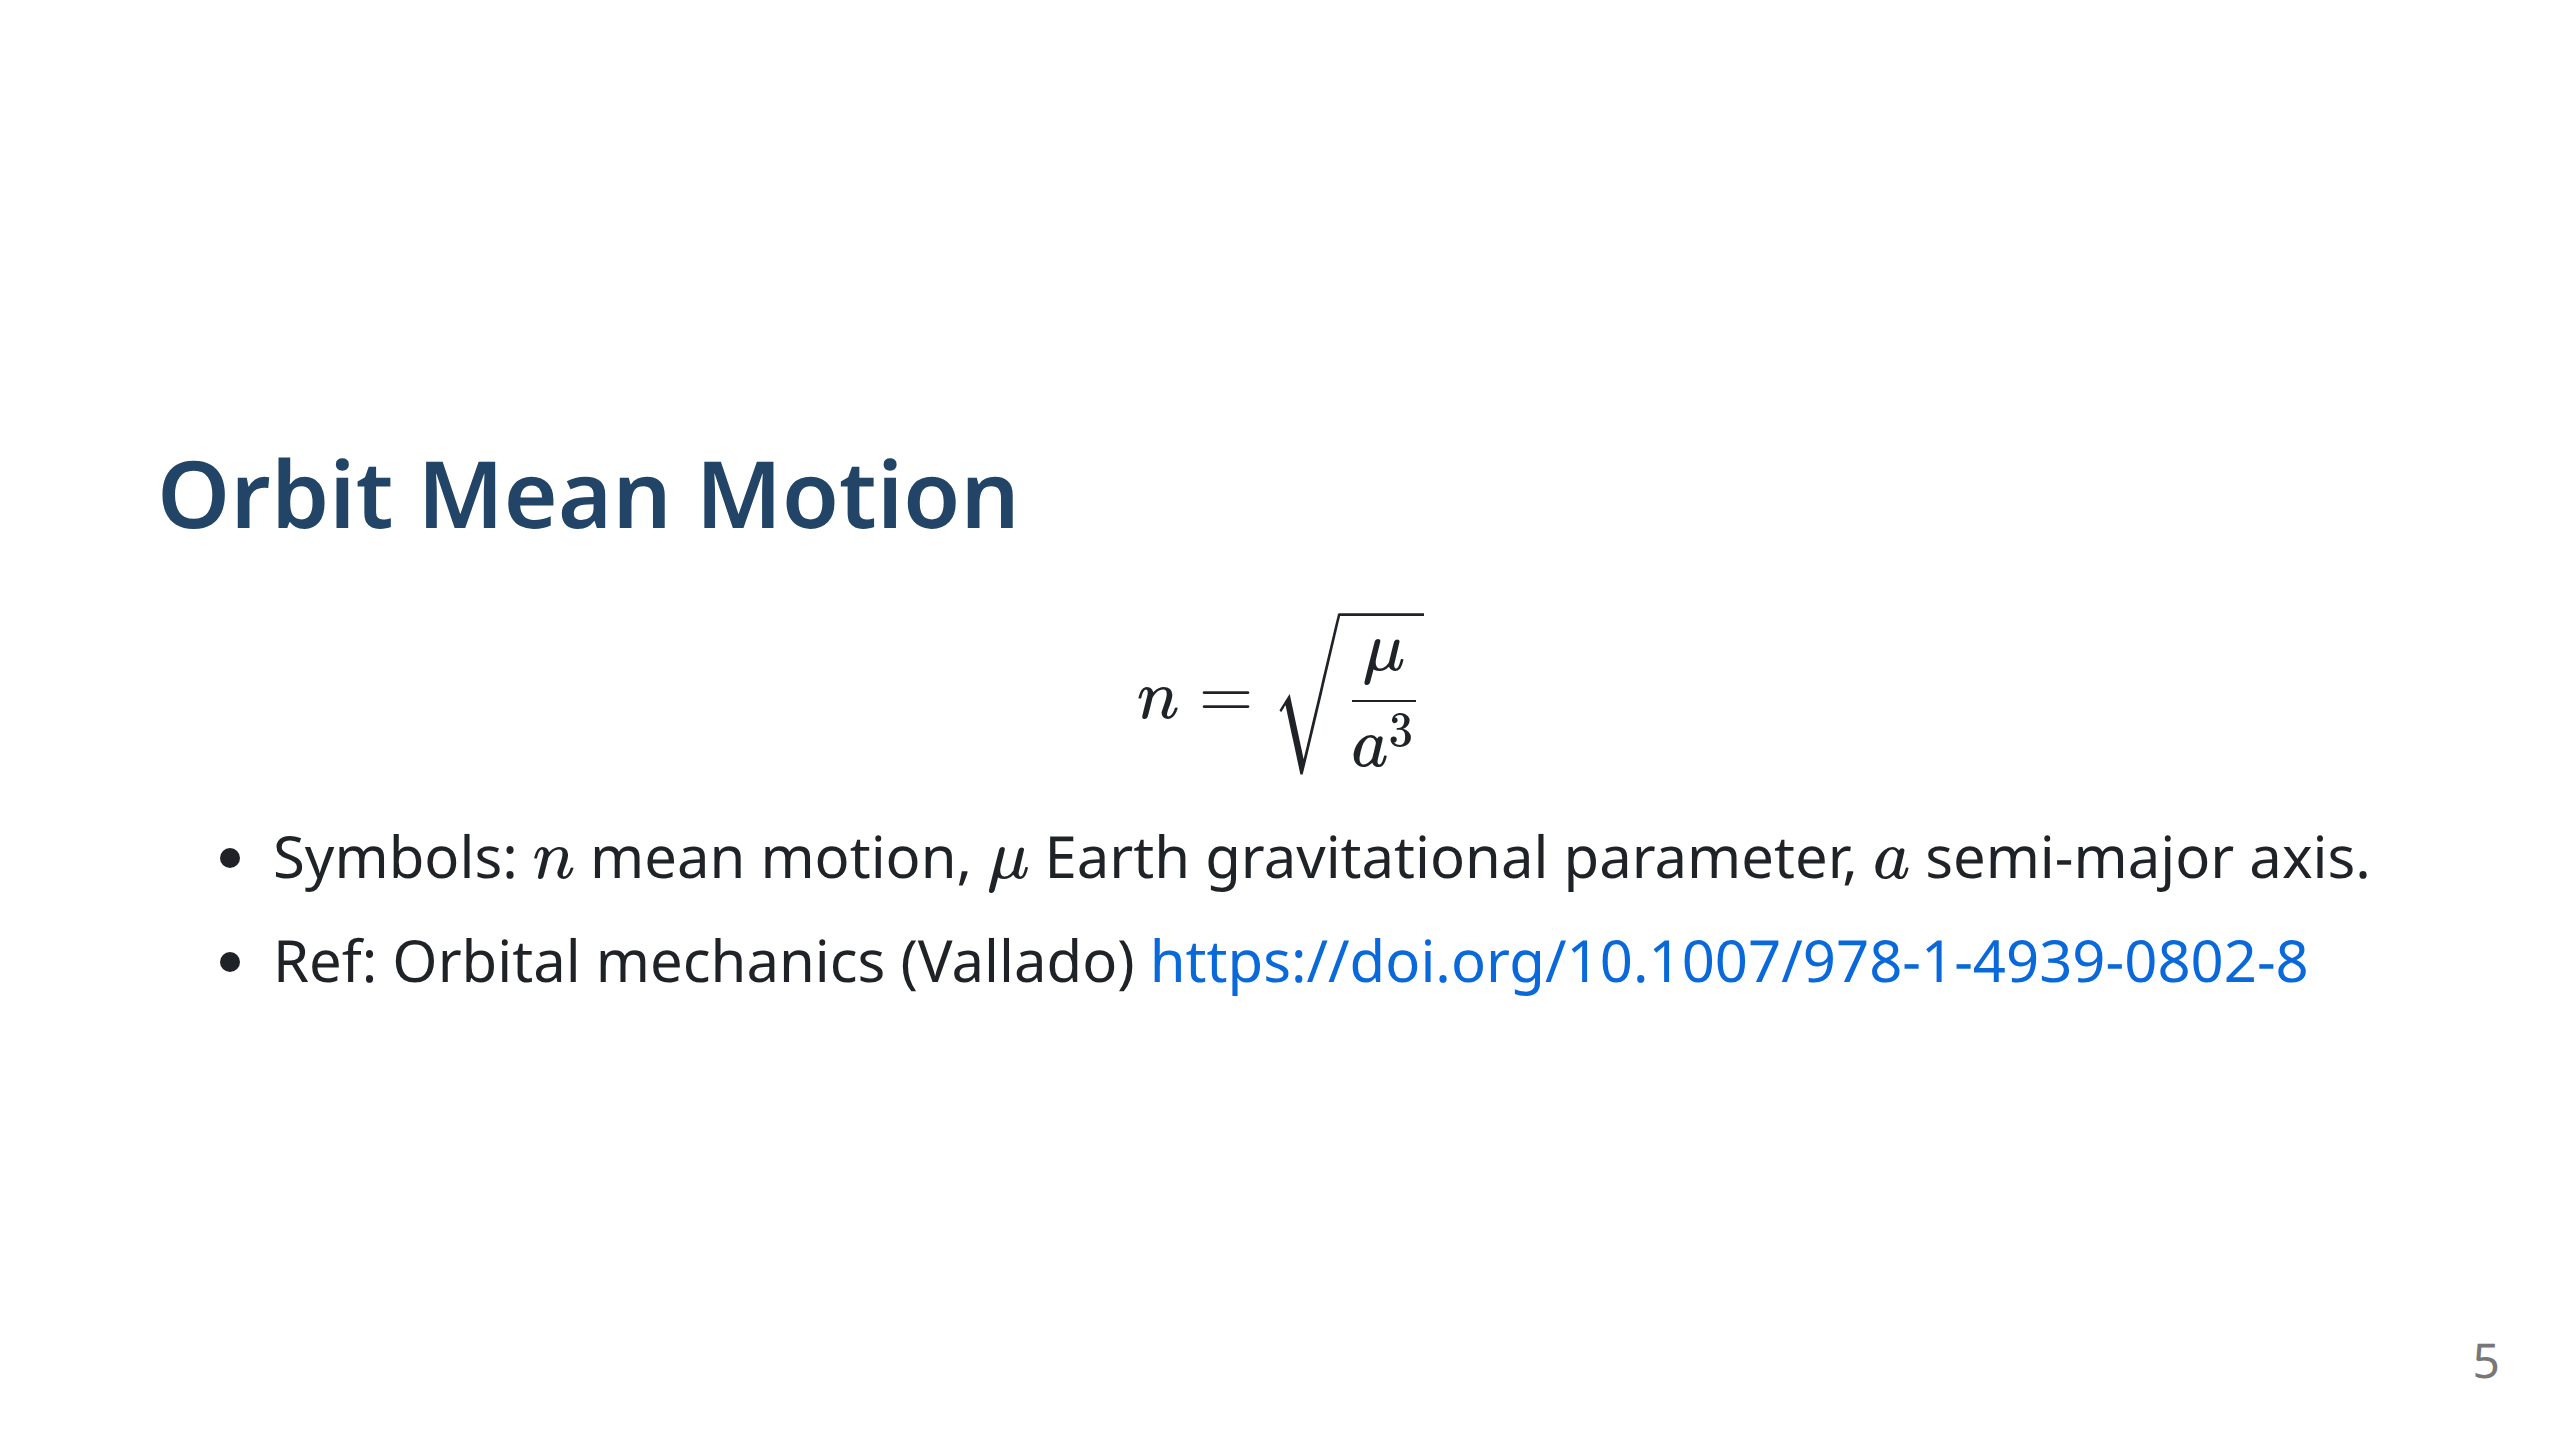 Orbit Mean Motion
n = √(μ/a³)
• Symbols: n mean motion, μ Earth gravitational parameter, a semi-major axis.
• Ref: Orbital mechanics (Vallado) https://doi.org/10.1007/978-1-4939-0802-8
5